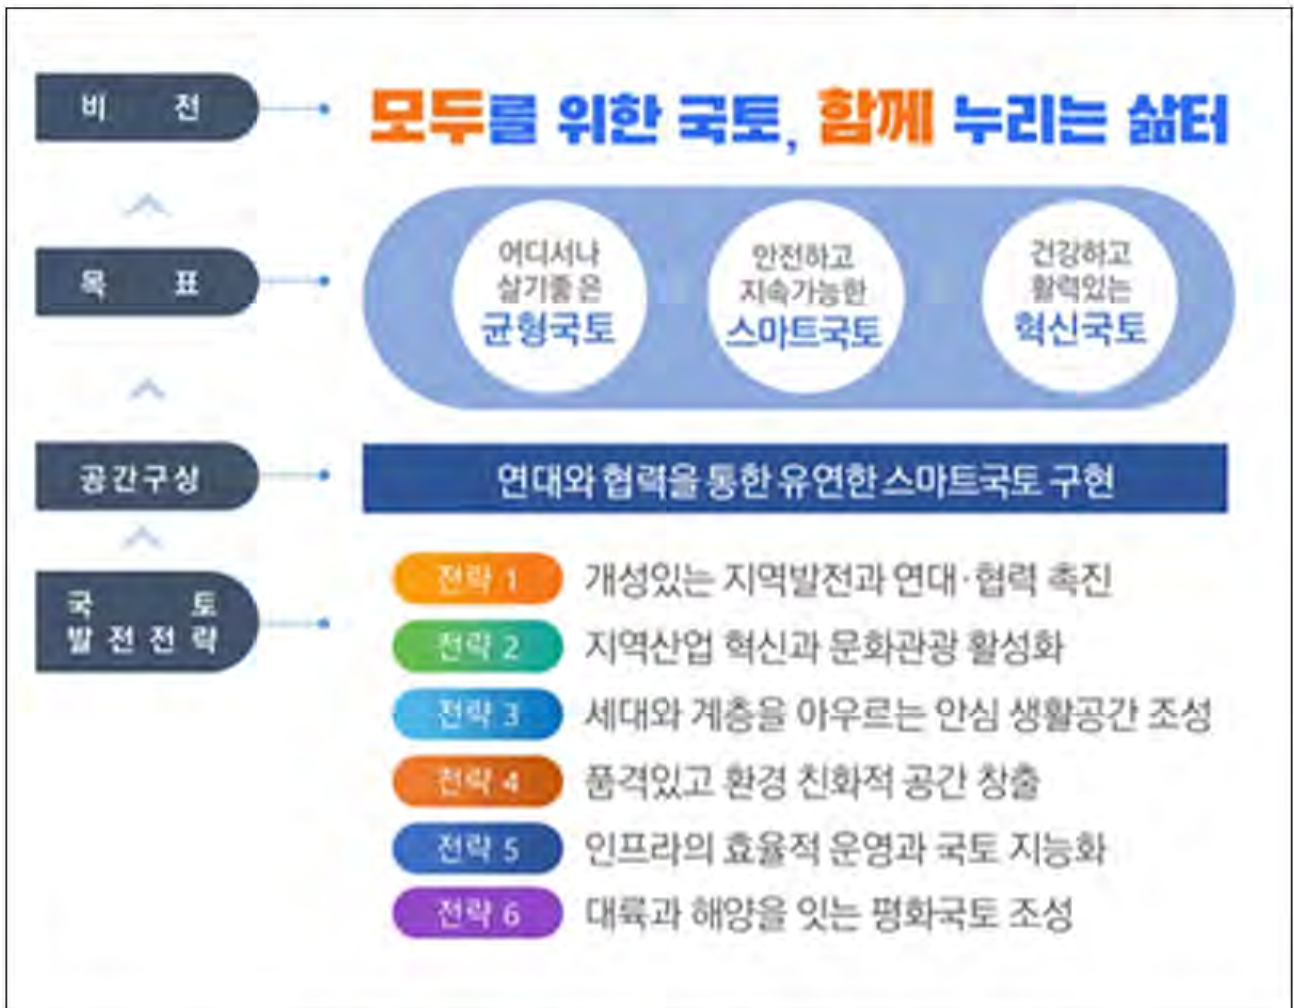 비 전
모두를 위한 국토, 함께 누리는 삶터
목 표
어디서나
살기좋은
균형국토
안전하고
지속가능한
스마트국토
건강하고
활력있는
혁신국토
공간구상
연대와 협력을 통한 유연한 스마트국토 구현
국 토
발전전략
전략 1 개성있는 지역발전과 연대·협력 촉진
전략 2 지역산업 혁신과 문화관광 활성화
전략 3 세대와 계층을 아우르는 안심 생활공간 조성
전략 4 품격있고 환경 친화적 공간 창출
전략 5 인프라의 효율적 운영과 국토 지능화
전략 6 대륙과 해양을 잇는 평화국토 조성